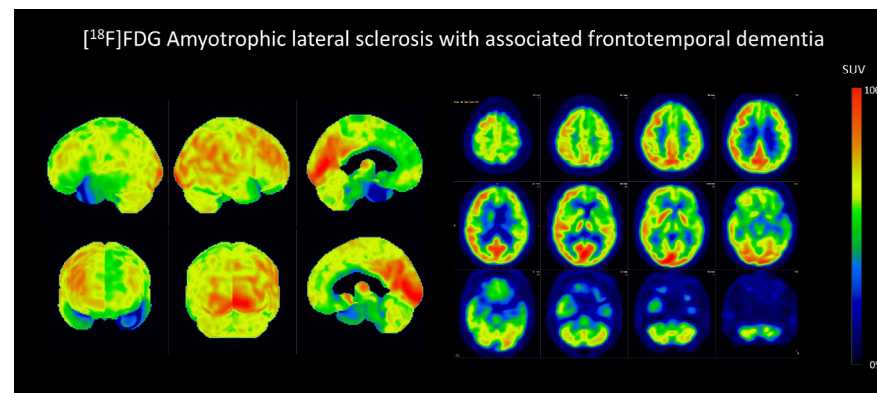 [¹⁸F]FDG Amyotrophic lateral sclerosis with associated frontotemporal dementia
SUV
100
0%